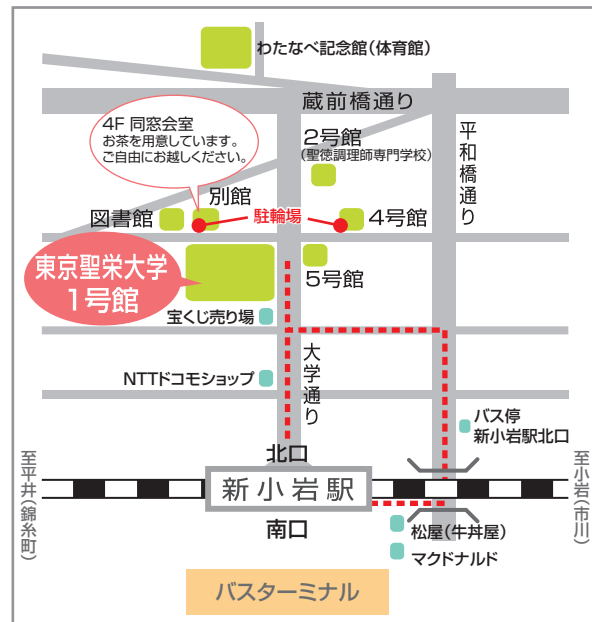 わたなべ記念館(体育館)
蔵前橋通り
4F 同窓会室
お茶を用意しています。
ご自由にお越しください。
2号館
(聖徳調理師専門学校)
平和橋通り
別館
図書館
駐輪場
4号館
東京聖栄大学
1号館
5号館
宝くじ売り場
大学通り
NTTドコモショップ
バス停
新小岩駅北口
北口
至平井(錦糸町)
新小岩駅
至小岩(市川)
南口
松屋(牛丼屋)
マクドナルド
バスターミナル